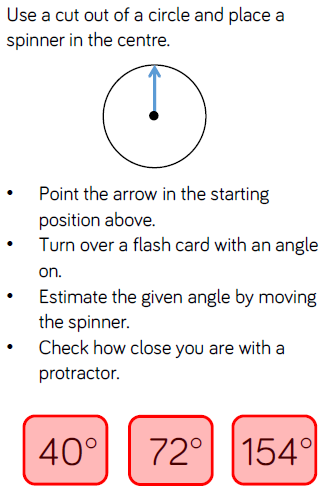 Use a cut out of a circle and place a
spinner in the centre.
• Point the arrow in the starting
position above.
• Turn over a flash card with an angle
on.
• Estimate the given angle by moving
the spinner.
• Check how close you are with a
protractor.
40° 72° 154°